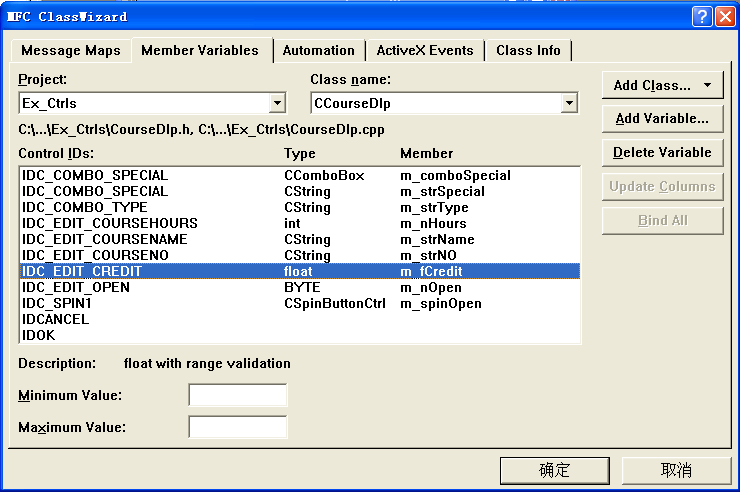 MFC ClassWizard
Message Maps Member Variables Automation ActiveX Events Class Info
Project: Class name:
Ex_Ctrls CCourseDlp
Add Class...
C:\...\Ex_Ctrls\CourseDlp.h, C:\...\Ex_Ctrls\CourseDlp.cpp
Add Variable...
Control IDs: Type Member
Delete Variable
IDC_COMBO_SPECIAL CComboBox m_comboSpecial
IDC_COMBO_SPECIAL CString m_strSpecial
Update Columns
IDC_COMBO_TYPE CString m_strType
IDC_EDIT_COURSEHOURS int m_nHours
Bind All
IDC_EDIT_COURSENAME CString m_strName
IDC_EDIT_COURSENO CString m_strNO
IDC_EDIT_CREDIT float m_fCredit
IDC_EDIT_OPEN BYTE m_nOpen
IDC_SPIN1 CSpinButtonCtrl m_spinOpen
IDCANCEL
IDOK
Description: float with range validation
Minimum Value:
Maximum Value:
确定 取消